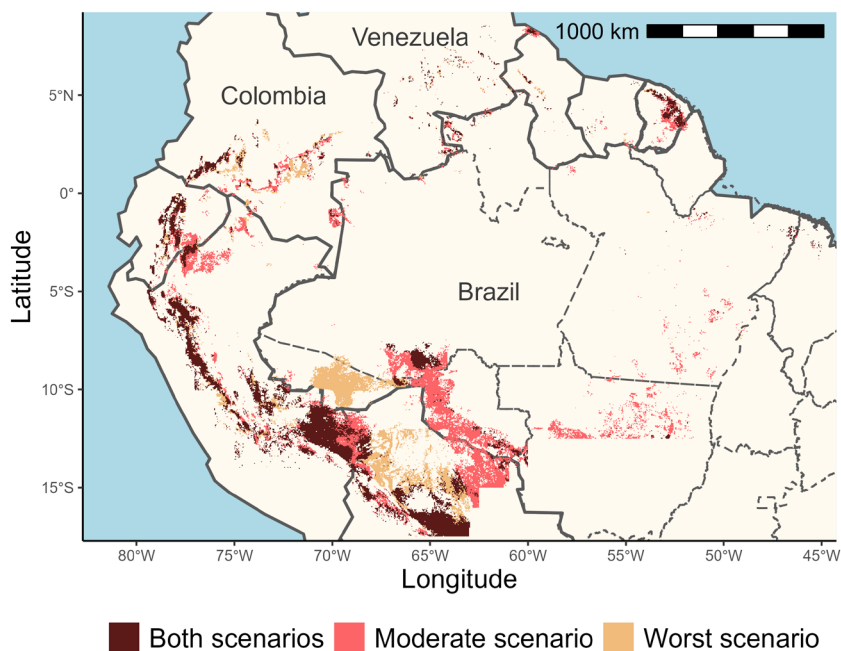 Venezuela
1000 km
Colombia
Brazil
5°N
0°
5°S
10°S
15°S
Latitude
80°W 75°W 70°W 65°W 60°W 55°W 50°W 45°W
Longitude
Both scenarios Moderate scenario Worst scenario